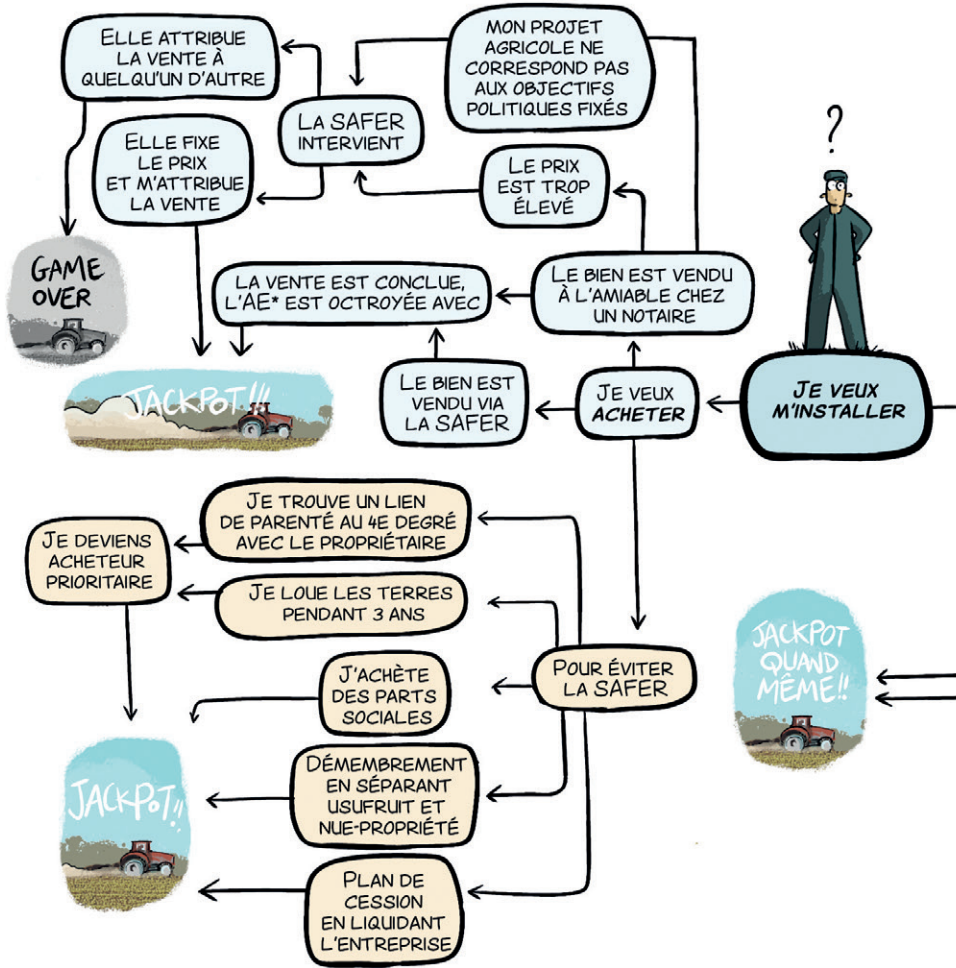 ELLE ATTRIBUE
LA VENTE À
QUELQU'UN D'AUTRE
MON PROJET
AGRICOLE NE
CORRESPOND PAS
AUX OBJECTIFS
POLITIQUES FIXÉS
LA SAFER
INTERVIENT
ELLE FIXE
LE PRIX
ET M'ATTRIBUE
LA VENTE
LE PRIX
EST TROP
ÉLEVÉ
?
GAME
OVER
LA VENTE EST CONCLUE,
L'AE* EST OCTROYÉE AVEC
LE BIEN EST VENDU
À L'AMIABLE CHEZ
UN NOTAIRE
JACKPOT!!!
LE BIEN EST
VENDU VIA
LA SAFER
JE VEUX
ACHETER
JE VEUX
M'INSTALLER
JE TROUVE UN LIEN
DE PARENTÉ AU 4E DEGRÉ
AVEC LE PROPRIÉTAIRE
JE DEVIENS
ACHETEUR
PRIORITAIRE
JE LOUE LES TERRES
PENDANT 3 ANS
J'ACHÈTE
DES PARTS
SOCIALES
POUR ÉVITER
LA SAFER
JACKPOT
QUAND
MÊME!!
DÉMEMBREMENT
EN SÉPARANT
USUFRUIT ET
NUE-PROPRIÉTÉ
JACKPOT!!
PLAN DE
CESSION
EN LIQUIDANT
L'ENTREPRISE